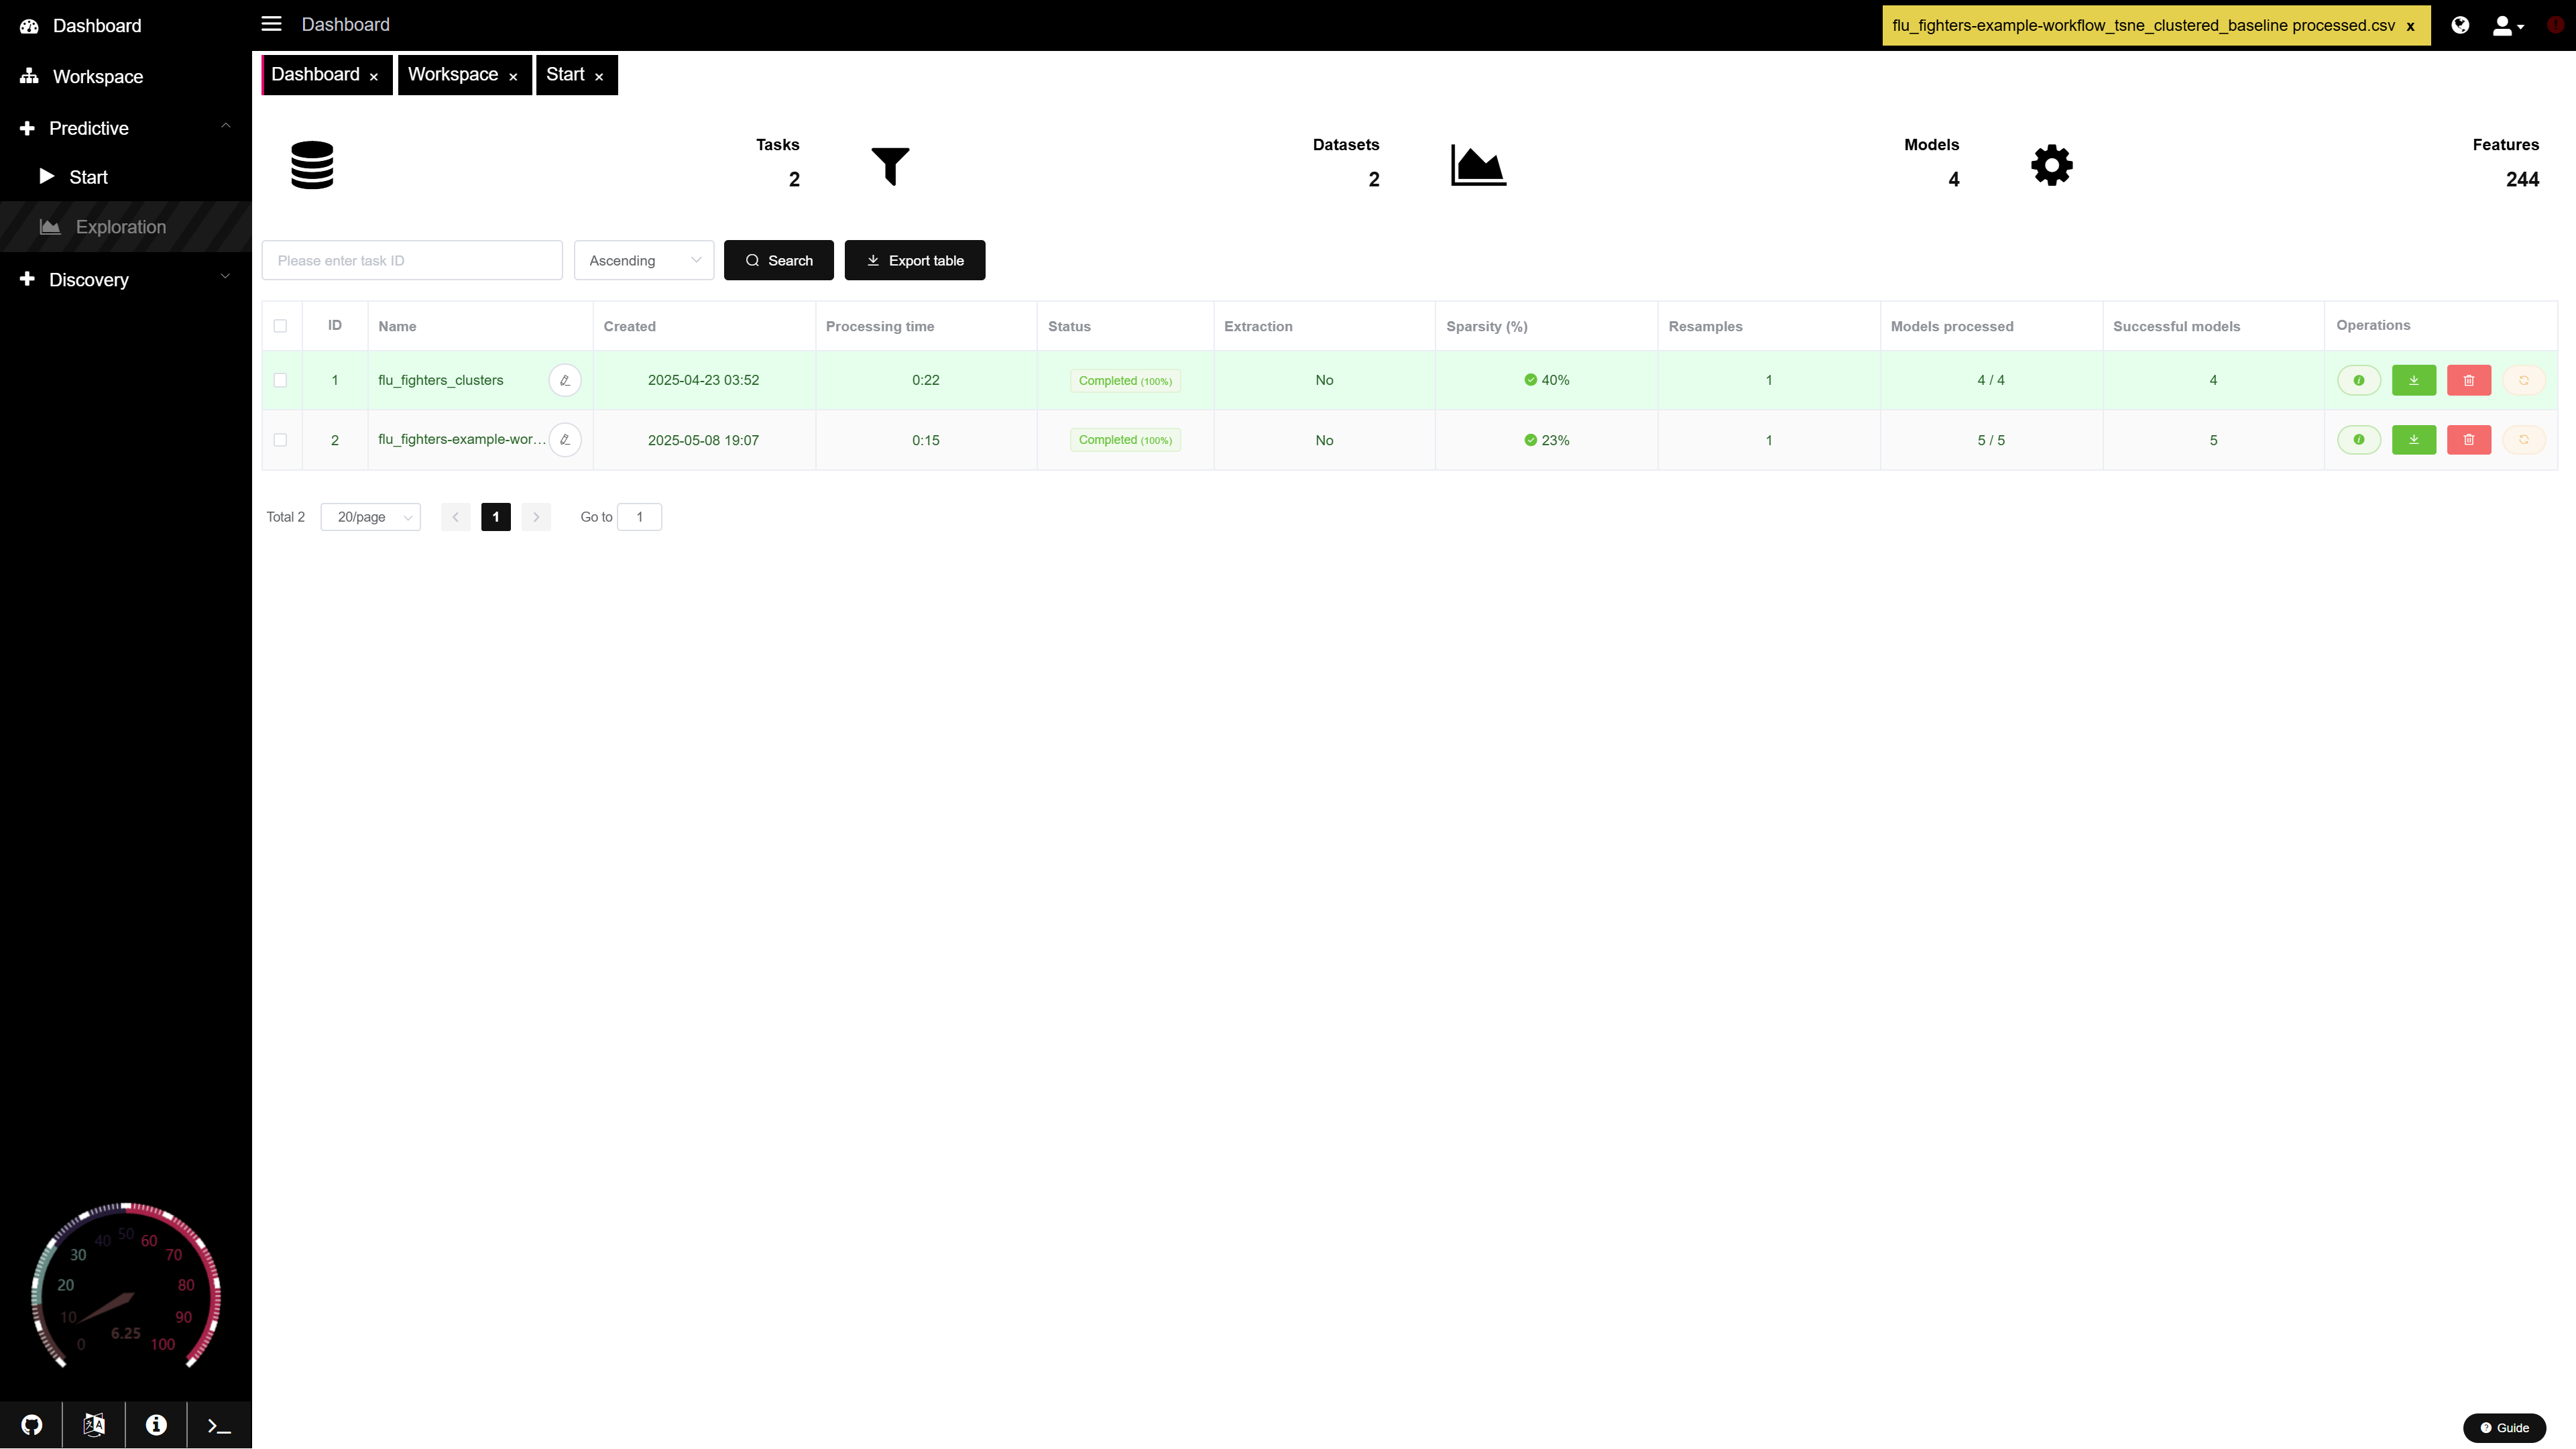 Dashboard
Workspace
Predictive
Start
Exploration
Discovery
Dashboard
flu_fighters-example-workflow_tsne_clustered_baseline processed.csv x
Dashboard ×
Workspace ×
Start ×
Tasks
2
Datasets
2
Models
4
Features
244
Please enter task ID
Ascending
Search
Export table
ID Name Created Processing time Status Extraction Sparsity (%) Resamples Models processed Successful models Operations
1 flu_fighters_clusters 2025-04-23 03:52 0:22 Completed (100%) No 40% 1 4 / 4 4
2 flu_fighters-example-wor... 2025-05-08 19:07 0:15 Completed (100%) No 23% 1 5 / 5 5
Total 2 20/page 1 Go to 1
0
10
20
30
40
50
60
70
80
90
100
6.25
Guide